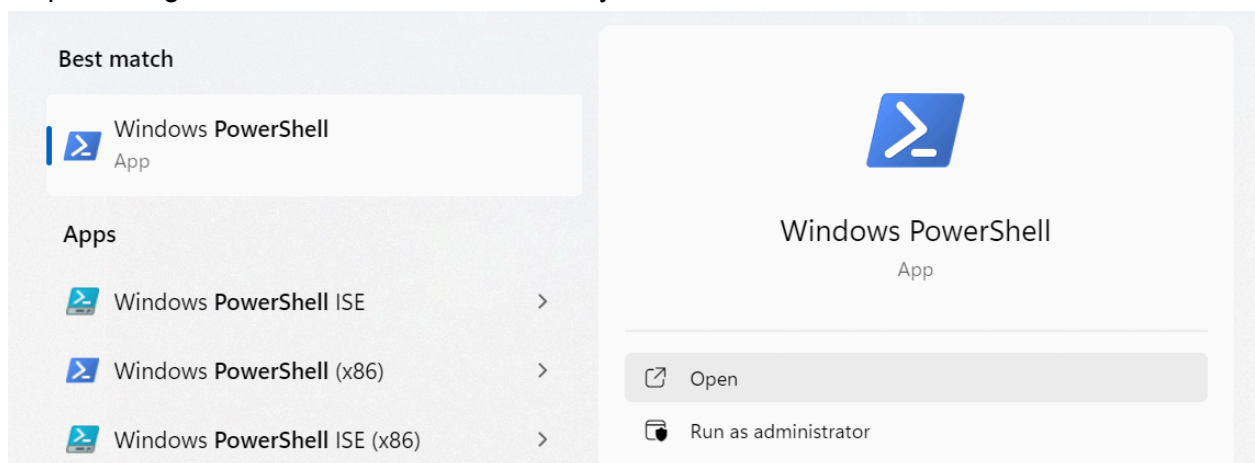 Best match
Windows PowerShell
App
Apps
Windows PowerShell ISE
Windows PowerShell (x86)
Windows PowerShell ISE (x86)
Windows PowerShell
App
Open
Run as administrator